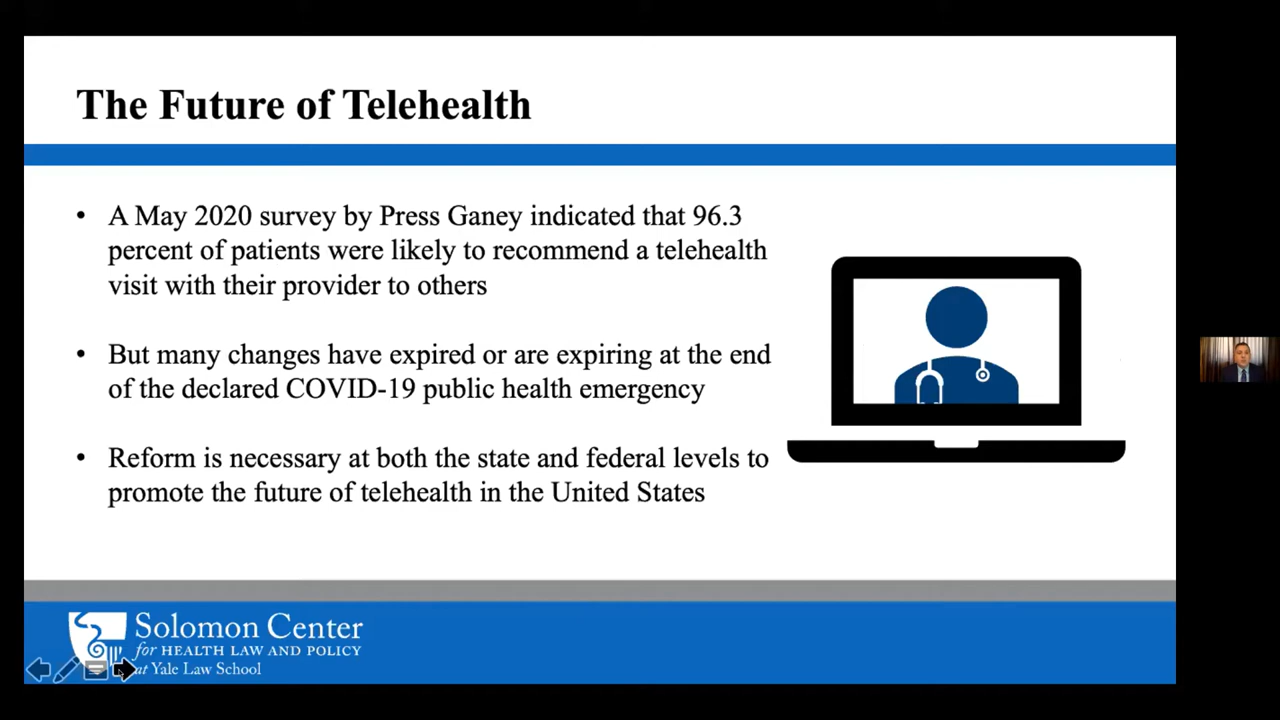 The Future of Telehealth
• A May 2020 survey by Press Ganey indicated that 96.3
percent of patients were likely to recommend a telehealth
visit with their provider to others
• But many changes have expired or are expiring at the end
of the declared COVID-19 public health emergency
• Reform is necessary at both the state and federal levels to
promote the future of telehealth in the United States
Solomon Center
for HEALTH LAW AND POLICY
at Yale Law School